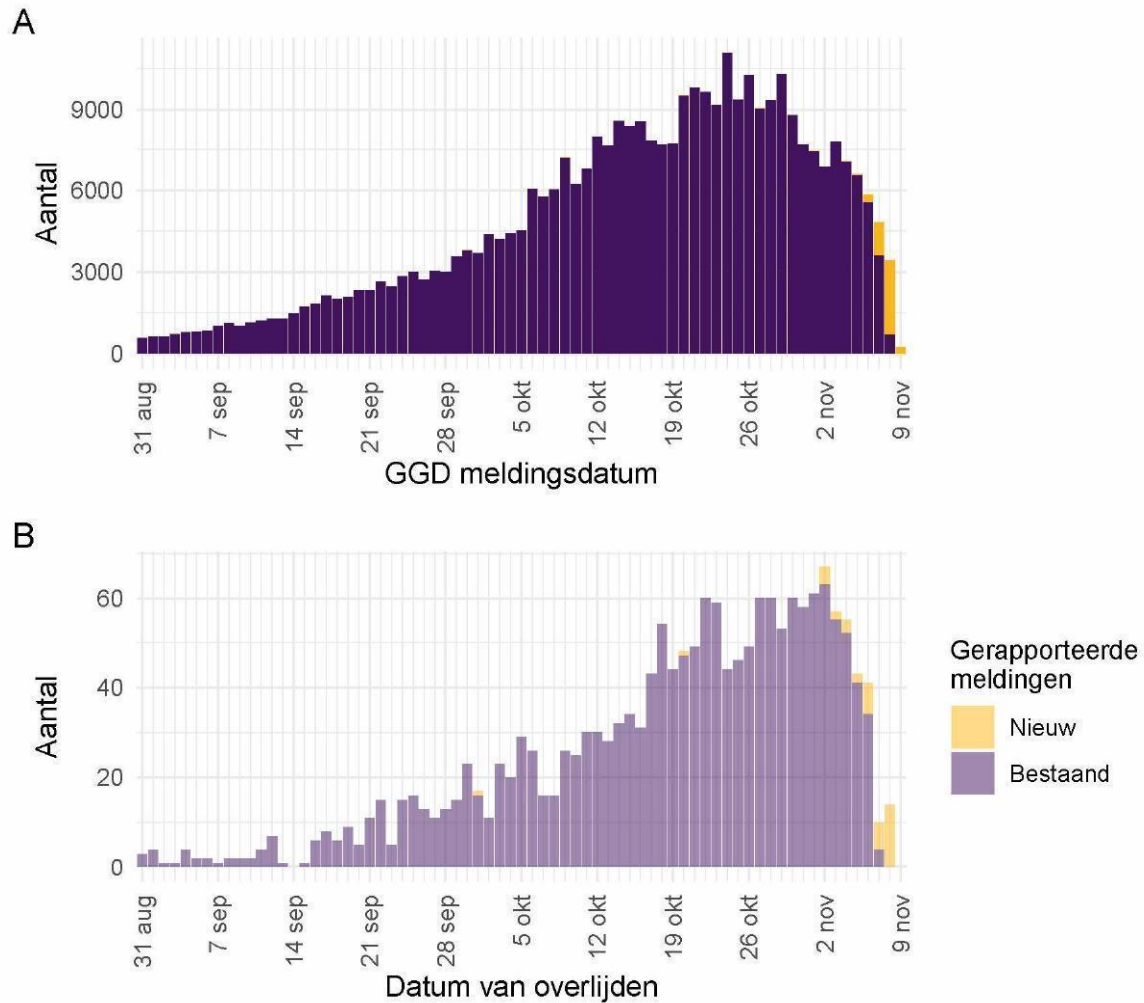 A
9000
6000
3000
0
Aantal
31 aug
7 sep
14 sep
21 sep
28 sep
5 okt
12 okt
19 okt
26 okt
2 nov
9 nov
GGD meldingsdatum
B
60
40
20
0
Aantal
31 aug
7 sep
14 sep
21 sep
28 sep
5 okt
12 okt
19 okt
26 okt
2 nov
9 nov
Datum van overlijden
Gerapporteerde
meldingen
Nieuw
Bestaand